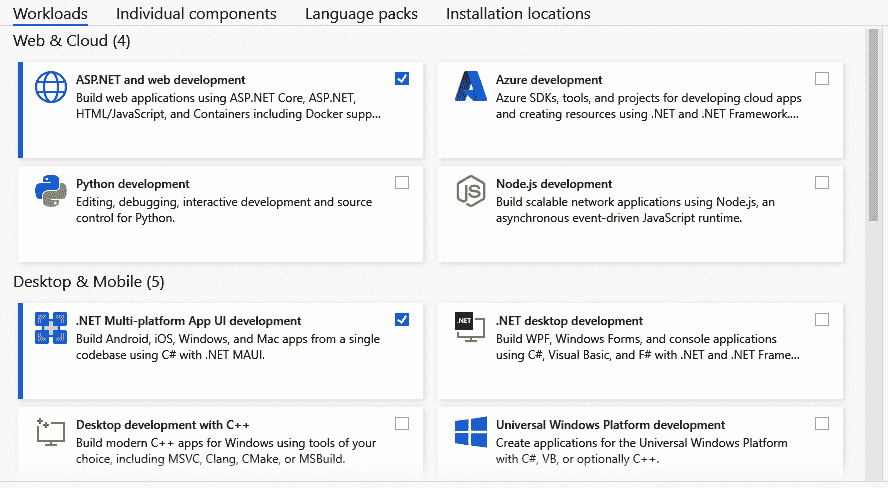 Workloads Individual components Language packs Installation locations
Web & Cloud (4)
ASP.NET and web development
Build web applications using ASP.NET Core, ASP.NET,
HTML/JavaScript, and Containers including Docker supp...
Azure development
Azure SDKs, tools, and projects for developing cloud apps
and creating resources using .NET and .NET Framework....
Python development
Editing, debugging, interactive development and source
control for Python.
JS
Node.js development
Build scalable network applications using Node.js, an
asynchronous event-driven JavaScript runtime.
Desktop & Mobile (5)
.NET Multi-platform App UI development
Build Android, iOS, Windows, and Mac apps from a single
codebase using C# with .NET MAUI.
.NET
.NET desktop development
Build WPF, Windows Forms, and console applications
using C#, Visual Basic, and F# with .NET and .NET Frame...
Desktop development with C++
Build modern C++ apps for Windows using tools of your
choice, including MSVC, Clang, CMake, or MSBuild.
Universal Windows Platform development
Create applications for the Universal Windows Platform
with C#, VB, or optionally C++.